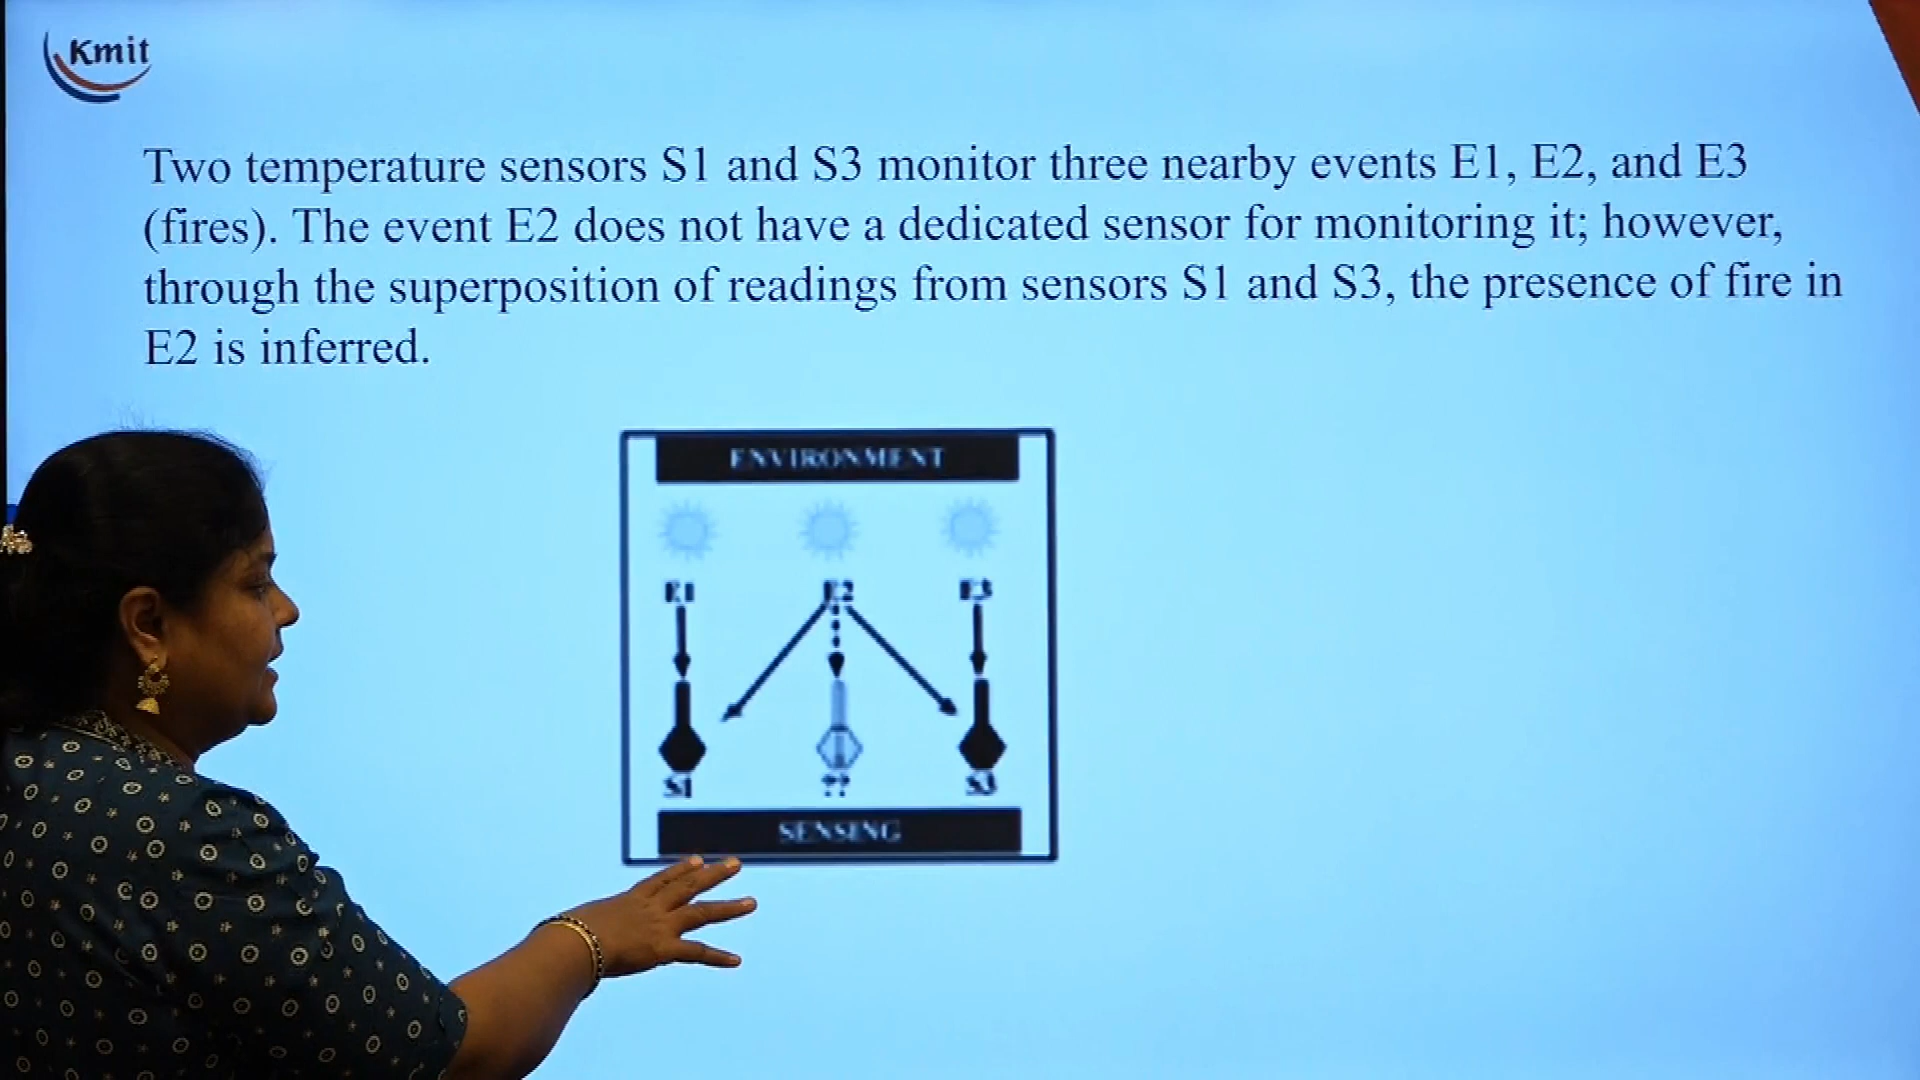 Kmit
Two temperature sensors S1 and S3 monitor three nearby events E1, E2, and E3
(fires). The event E2 does not have a dedicated sensor for monitoring it; however,
through the superposition of readings from sensors S1 and S3, the presence of fire in
E2 is inferred.
ENVIRONMENT
E1 E2 E3
S1 ?? S3
SENSING